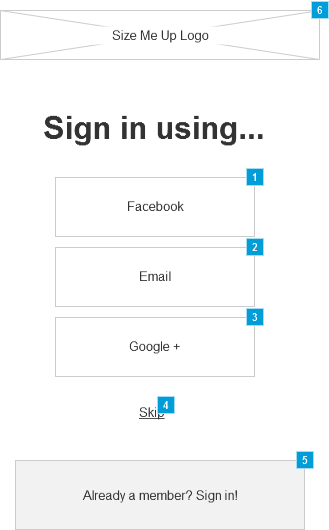 6
Size Me Up Logo
Sign in using...
1
Facebook
2
Email
3
Google +
4
Skip
5
Already a member? Sign in!